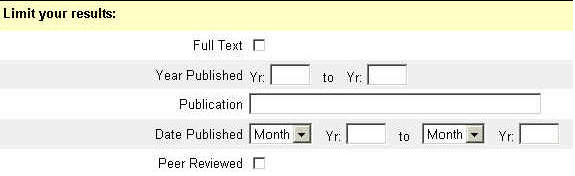 Limit your results:
Full Text
Year Published Yr: to Yr:
Publication
Date Published Month Yr: to Month Yr:
Peer Reviewed